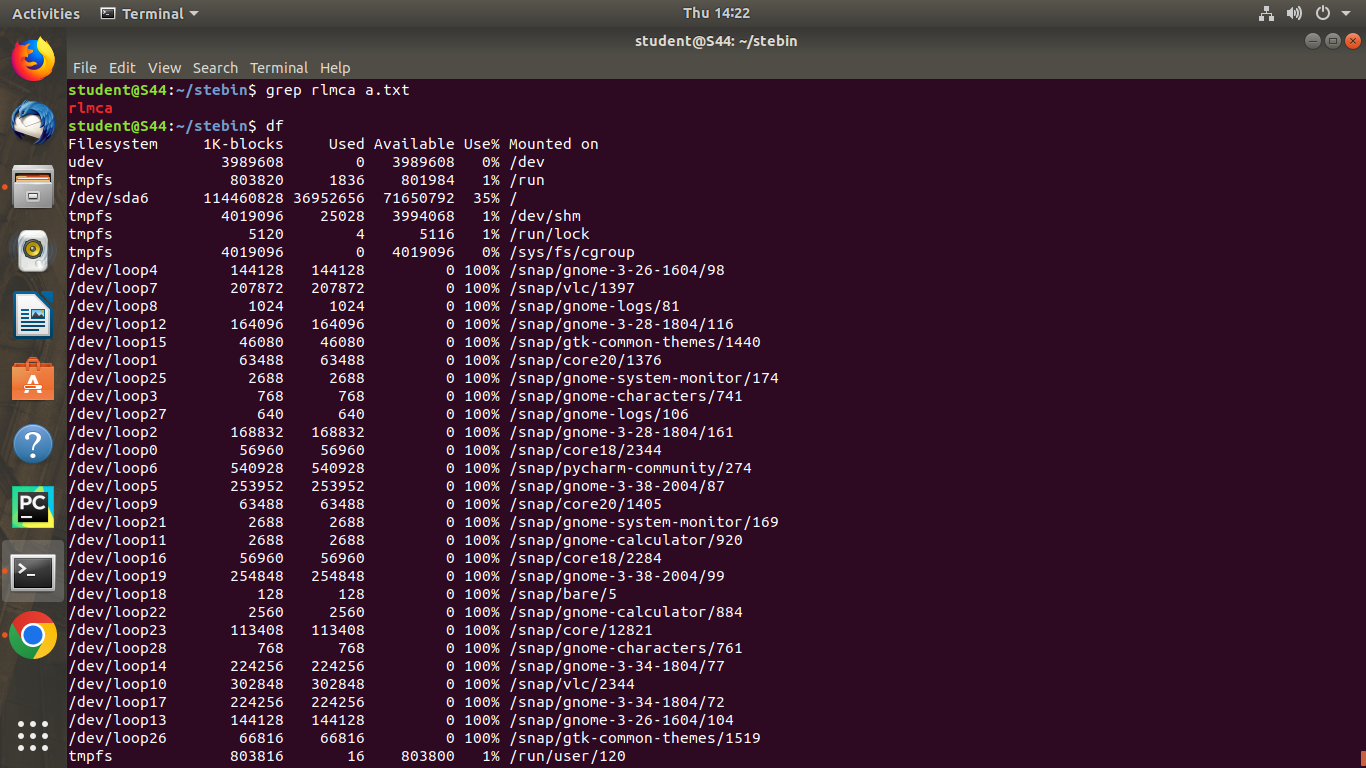 Activities Terminal Thu 14:22
student@S44: ~/stebin
File Edit View Search Terminal Help
student@S44:~/stebin$ grep rlmca a.txt
rlmca
student@S44:~/stebin$ df
Filesystem     1K-blocks     Used Available Use% Mounted on
udev             3989608        0   3989608   0% /dev
tmpfs             803820     1836    801984   1% /run
/dev/sda6      114460828 36952656  71650792  35% /
tmpfs            4019096    25028   3994068   1% /dev/shm
tmpfs               5120        4      5116   1% /run/lock
tmpfs            4019096        0   4019096   0% /sys/fs/cgroup
/dev/loop4        144128   144128         0 100% /snap/gnome-3-26-1604/98
/dev/loop7        207872   207872         0 100% /snap/vlc/1397
/dev/loop8          1024     1024         0 100% /snap/gnome-logs/81
/dev/loop12       164096   164096         0 100% /snap/gnome-3-28-1804/116
/dev/loop15        46080    46080         0 100% /snap/gtk-common-themes/1440
/dev/loop1         63488    63488         0 100% /snap/core20/1376
/dev/loop25         2688     2688         0 100% /snap/gnome-system-monitor/174
/dev/loop3           768      768         0 100% /snap/gnome-characters/741
/dev/loop27          640      640         0 100% /snap/gnome-logs/106
/dev/loop2        168832   168832         0 100% /snap/gnome-3-28-1804/161
/dev/loop0         56960    56960         0 100% /snap/core18/2344
/dev/loop6        540928   540928         0 100% /snap/pycharm-community/274
/dev/loop5        253952   253952         0 100% /snap/gnome-3-38-2004/87
/dev/loop9         63488    63488         0 100% /snap/core20/1405
/dev/loop21         2688     2688         0 100% /snap/gnome-system-monitor/169
/dev/loop11         2688     2688         0 100% /snap/gnome-calculator/920
/dev/loop16        56960    56960         0 100% /snap/core18/2284
/dev/loop19       254848   254848         0 100% /snap/gnome-3-38-2004/99
/dev/loop18          128      128         0 100% /snap/bare/5
/dev/loop22         2560     2560         0 100% /snap/gnome-calculator/884
/dev/loop23       113408   113408         0 100% /snap/core/12821
/dev/loop28          768      768         0 100% /snap/gnome-characters/761
/dev/loop14       224256   224256         0 100% /snap/gnome-3-34-1804/77
/dev/loop10       302848   302848         0 100% /snap/vlc/2344
/dev/loop17       224256   224256         0 100% /snap/gnome-3-34-1804/72
/dev/loop13       144128   144128         0 100% /snap/gnome-3-26-1604/104
/dev/loop26        66816    66816         0 100% /snap/gtk-common-themes/1519
tmpfs             803816       16    803800   1% /run/user/120
PC